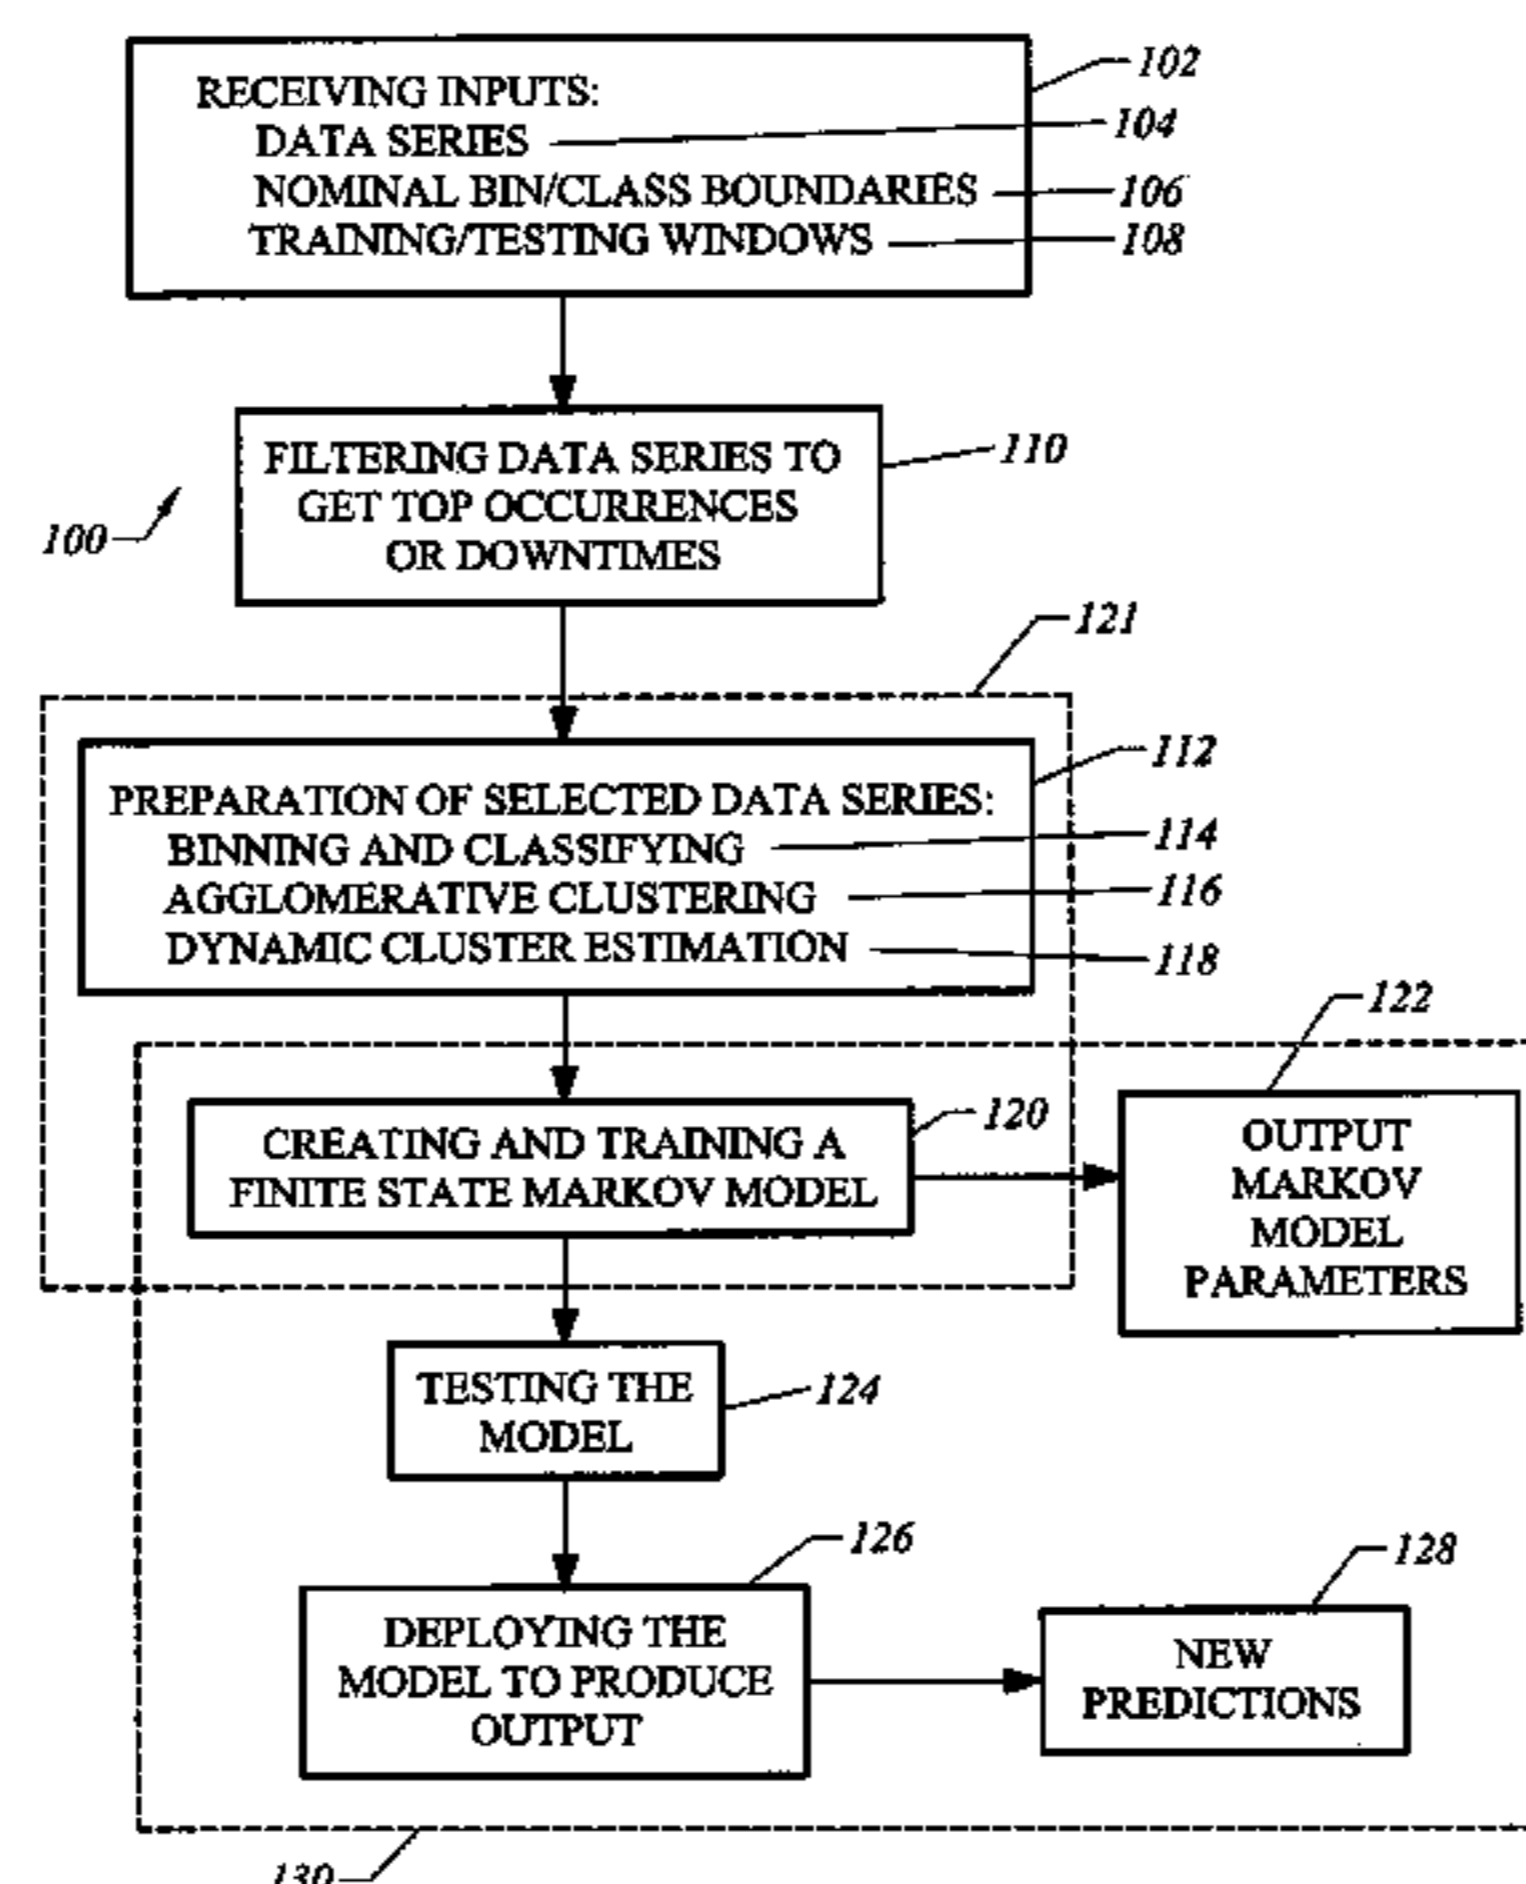 RECEIVING INPUTS:
102
DATA SERIES
104
NOMINAL BIN/CLASS BOUNDARIES
106
TRAINING/TESTING WINDOWS
108
FILTERING DATA SERIES TO
GET TOP OCCURRENCES
OR DOWNTIMES
110
100
121
PREPARATION OF SELECTED DATA SERIES:
112
BINNING AND CLASSIFYING
114
AGGLOMERATIVE CLUSTERING
116
DYNAMIC CLUSTER ESTIMATION
118
122
CREATING AND TRAINING A
FINITE STATE MARKOV MODEL
120
OUTPUT
MARKOV
MODEL
PARAMETERS
TESTING THE
MODEL
124
126
DEPLOYING THE
MODEL TO PRODUCE
OUTPUT
128
NEW
PREDICTIONS
130